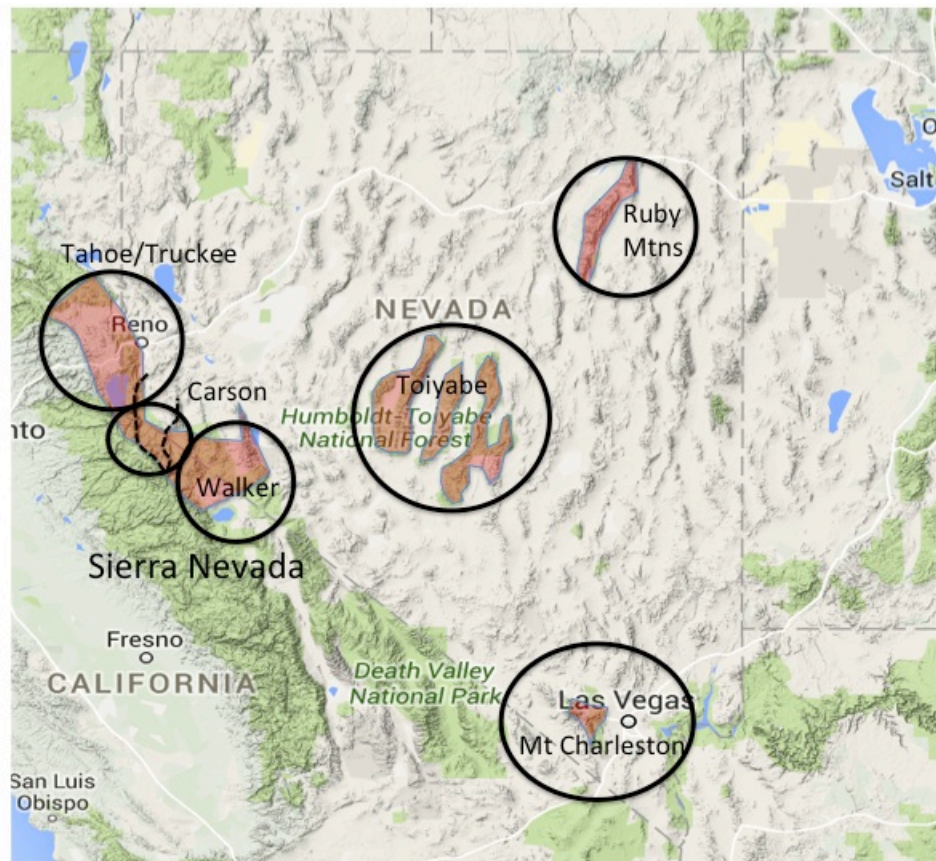 O
Salt
Ruby
Mtns
Tahoe/Truckee
NEVADA
Reno
Toiyabe
Carson
Humboldt-Toiyabe
National Forest
nto
Walker
Sierra Nevada
Fresno
CALIFORNIA
Death Valley
National Park
Las Vegas
Mt Charleston
San Luis
Obispo